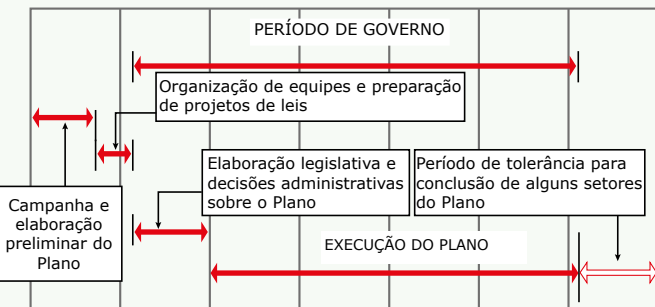 PERÍODO DE GOVERNO
Organização de equipes e preparação
de projetos de leis
Elaboração legislativa e
decisões administrativas
sobre o Plano
Período de tolerância para
conclusão de alguns setores
do Plano
Campanha e
elaboração
preliminar do
Plano
EXECUÇÃO DO PLANO